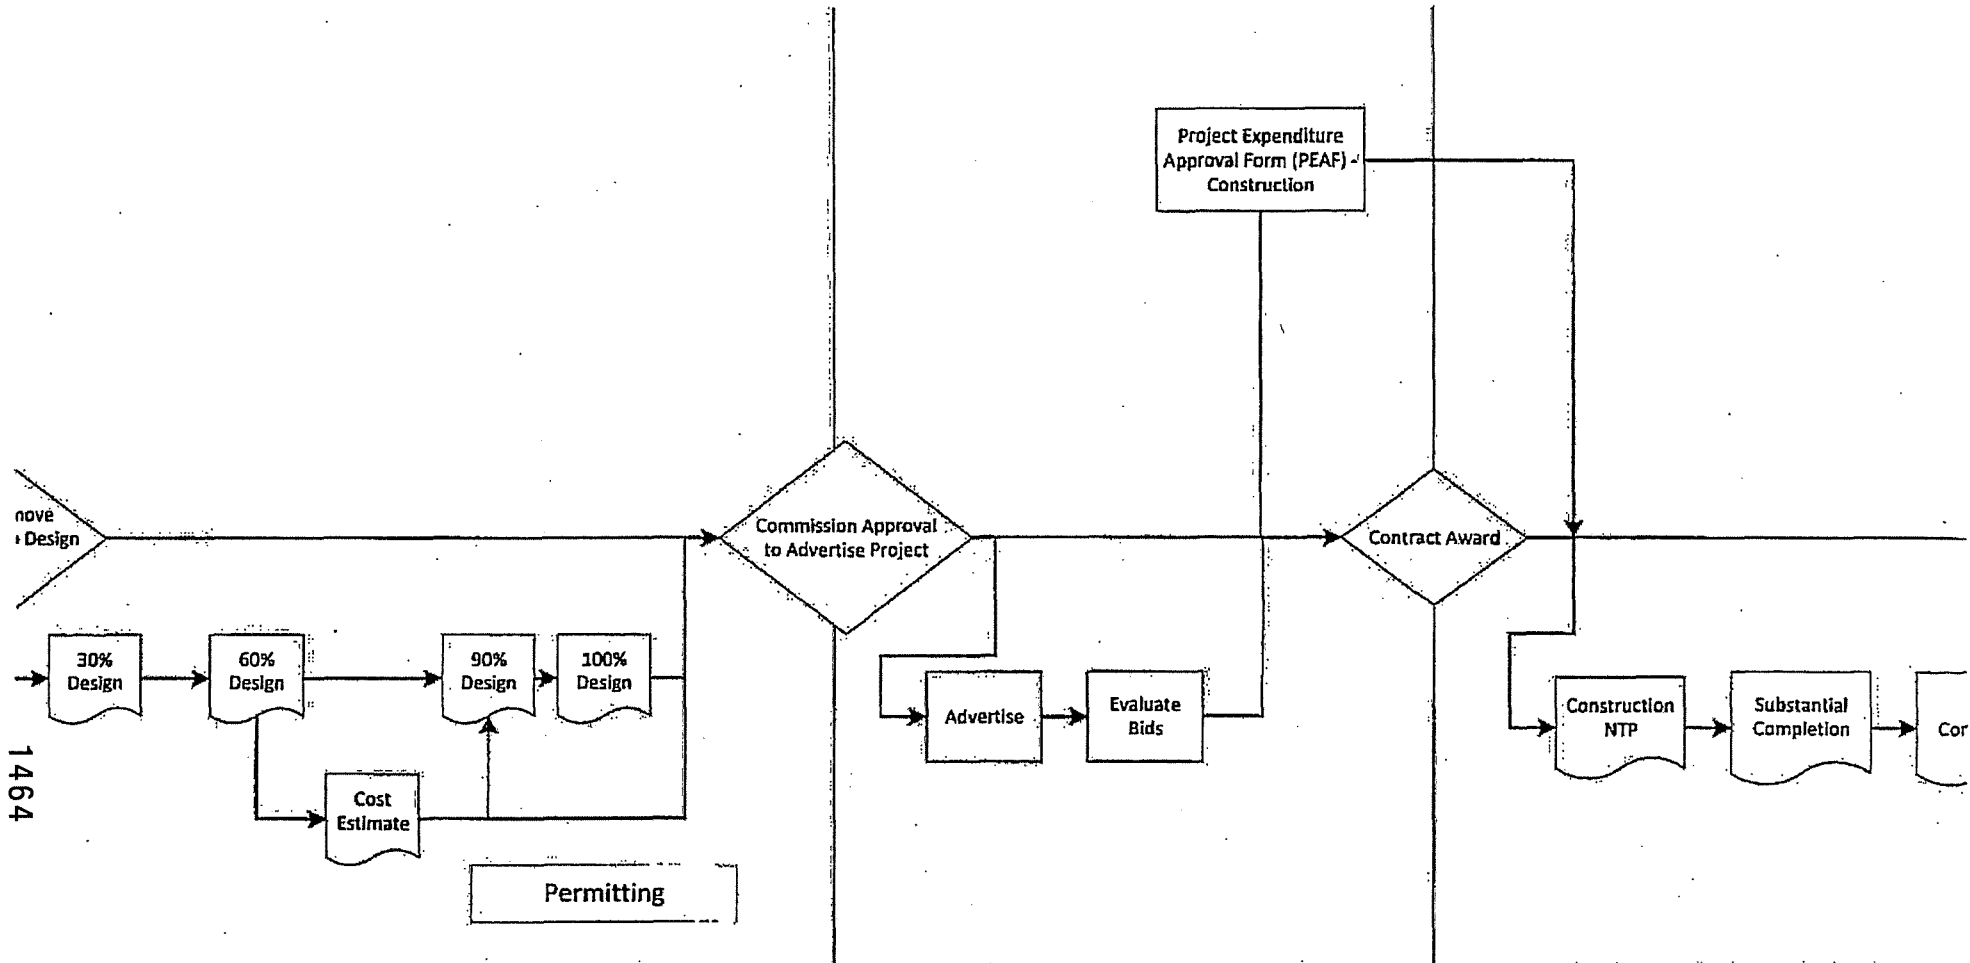 Project Expenditure
Approval Form (PEAF) -
Construction
Design
Commission Approval
to Advertise Project
Contract Award
30%
Design
60%
Design
90%
Design
100%
Design
Advertise
Evaluate
Bids
Construction
NTP
Substantial
Completion
Cost
Estimate
Permitting
1464